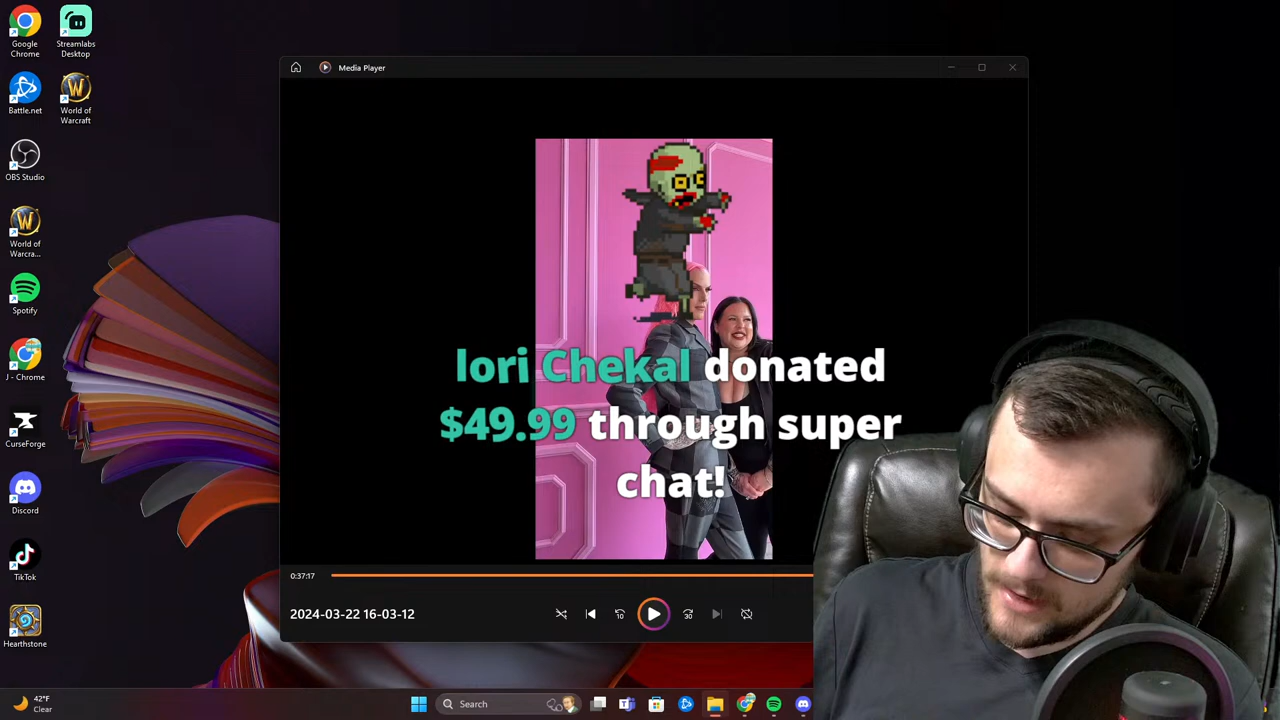 Google
Chrome
Streamlabs
Desktop
Battle.net
World of
Warcraft
OBS Studio
World of
Warcra...
Spotify
J - Chrome
CurseForge
Discord
TikTok
Hearthstone
Media Player
lori Chekal donated
$49.99 through super
chat!
0:37:17
10
30
2024-03-22 16-03-12
42°F
Clear
Search